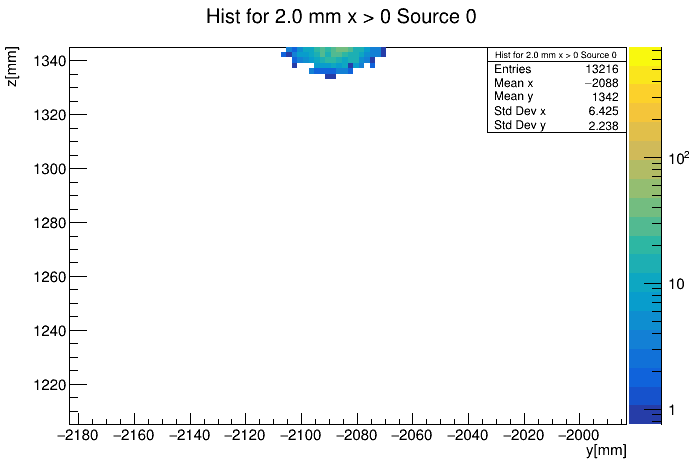 Hist for 2.0 mm x > 0 Source 0
z[mm]
1340
1320
1300
1280
1260
1240
1220
Hist for 2.0 mm x > 0 Source 0
Entries 13216
Mean x −2088
Mean y 1342
Std Dev x 6.425
Std Dev y 2.238
10²
10
1
−2180 −2160 −2140 −2120 −2100 −2080 −2060 −2040 −2020 −2000
y[mm]